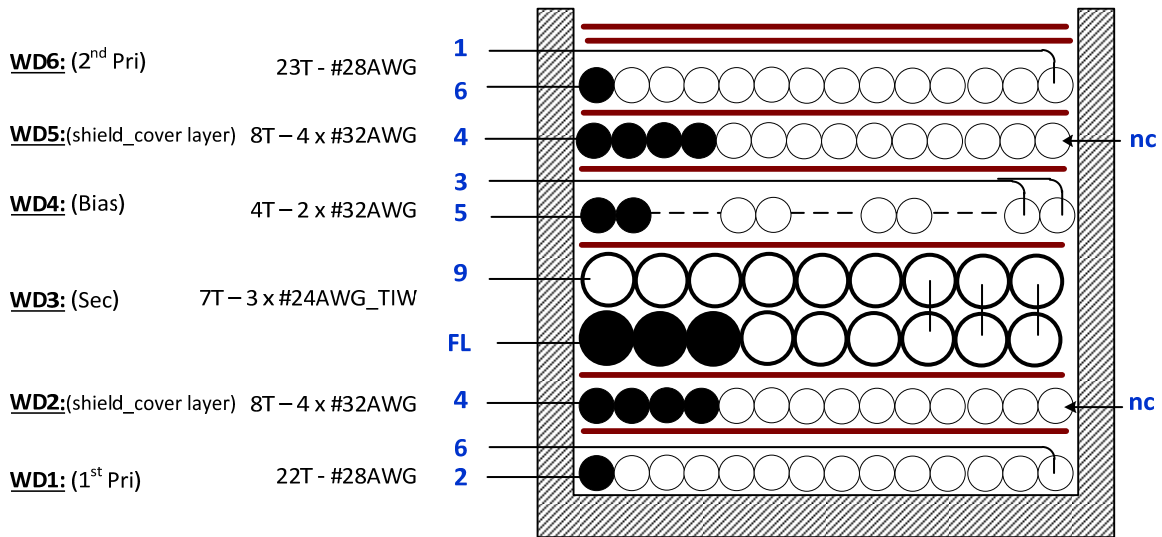 1
WD6: (2nd Pri) 23T - #28AWG
6
WD5:(shield_cover layer) 8T – 4 x #32AWG 4 nc
3
WD4: (Bias) 4T – 2 x #32AWG 5
9
WD3: (Sec) 7T – 3 x #24AWG_TIW
FL
WD2:(shield_cover layer) 8T – 4 x #32AWG 4 nc
6
WD1: (1st Pri) 22T - #28AWG 2